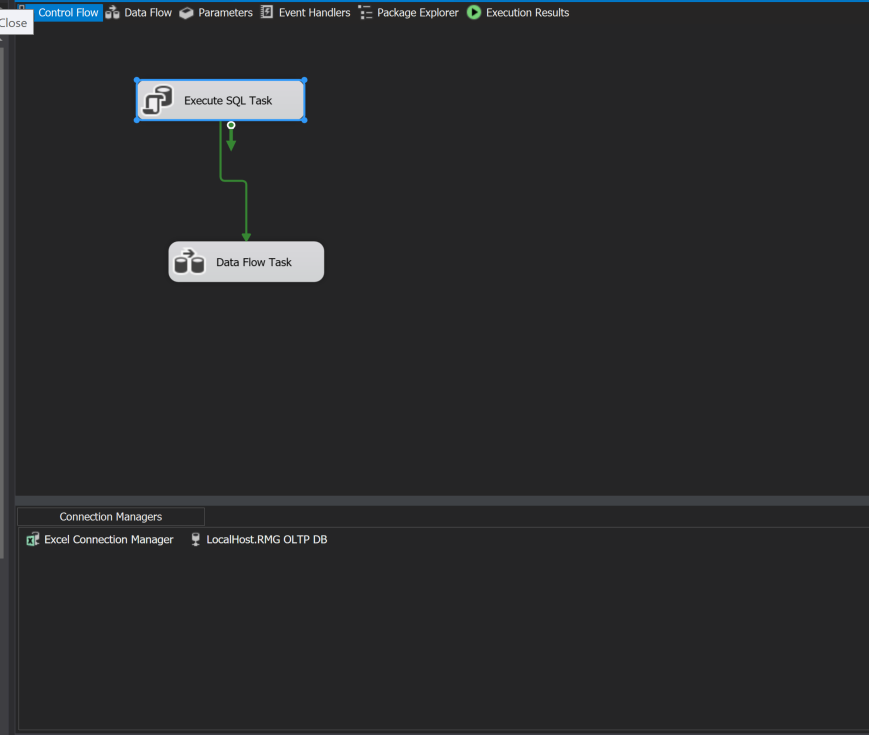 Close
Control Flow Data Flow Parameters Event Handlers Package Explorer Execution Results
Execute SQL Task
Data Flow Task
Connection Managers
Excel Connection Manager LocalHost.RMG OLTP DB